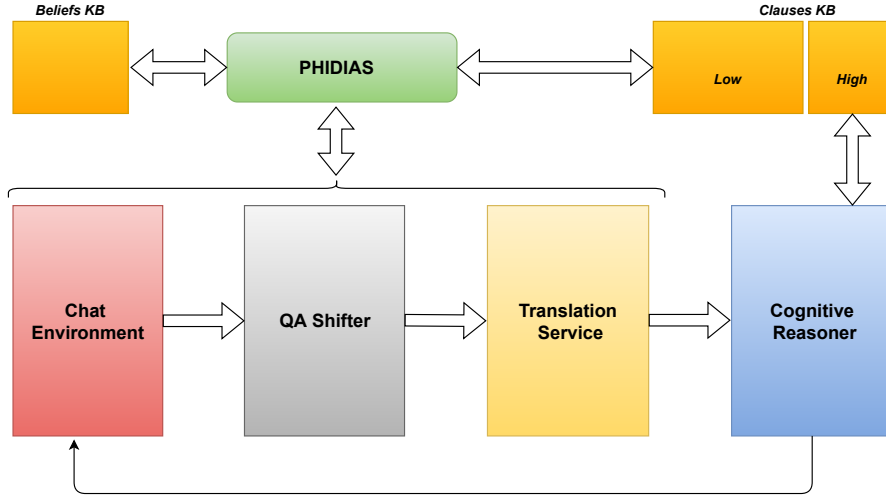 Beliefs KB
Clauses KB
PHIDIAS
Low
High
Chat
Environment
QA Shifter
Translation
Service
Cognitive
Reasoner